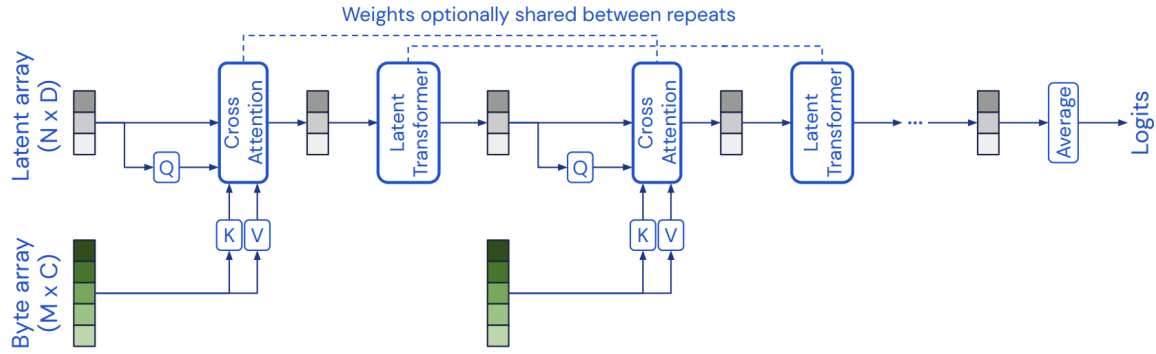 Weights optionally shared between repeats
Latent array
(N x D)
Q
Cross
Attention
Latent
Transformer
Q
Cross
Attention
Latent
Transformer
...
Average
Logits
K
V
K
V
Byte array
(M x C)